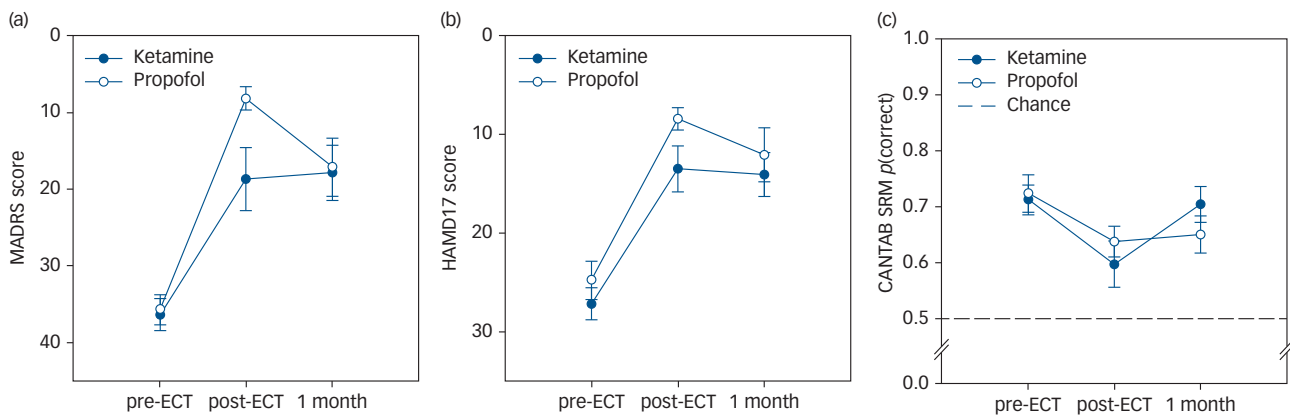 (a)
0
10
20
30
40
MADRS score
Ketamine
Propofol
pre-ECT post-ECT 1 month
(b)
0
10
20
30
HAMD17 score
Ketamine
Propofol
pre-ECT post-ECT 1 month
(c)
1.0
0.9
0.8
0.7
0.6
0.5
0.0
CANTAB SRM p(correct)
Ketamine
Propofol
Chance
pre-ECT post-ECT 1 month